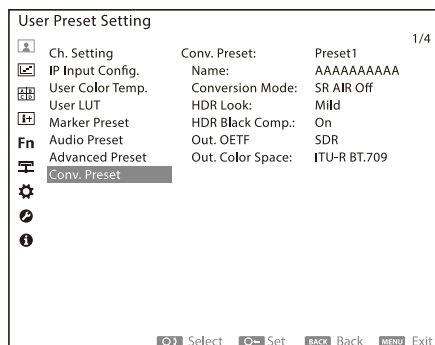 User Preset Setting
1/4
Ch. Setting
IP Input Config.
User Color Temp.
User LUT
Marker Preset
Audio Preset
Advanced Preset
Conv. Preset
Conv. Preset: Preset1
Name: AAAAAAAAAA
Conversion Mode: SR AIR Off
HDR Look: Mild
HDR Black Comp.: On
Out. OETF SDR
Out. Color Space: ITU-R BT.709
A B
C D
Fn
Select Set BACK Back MENU Exit